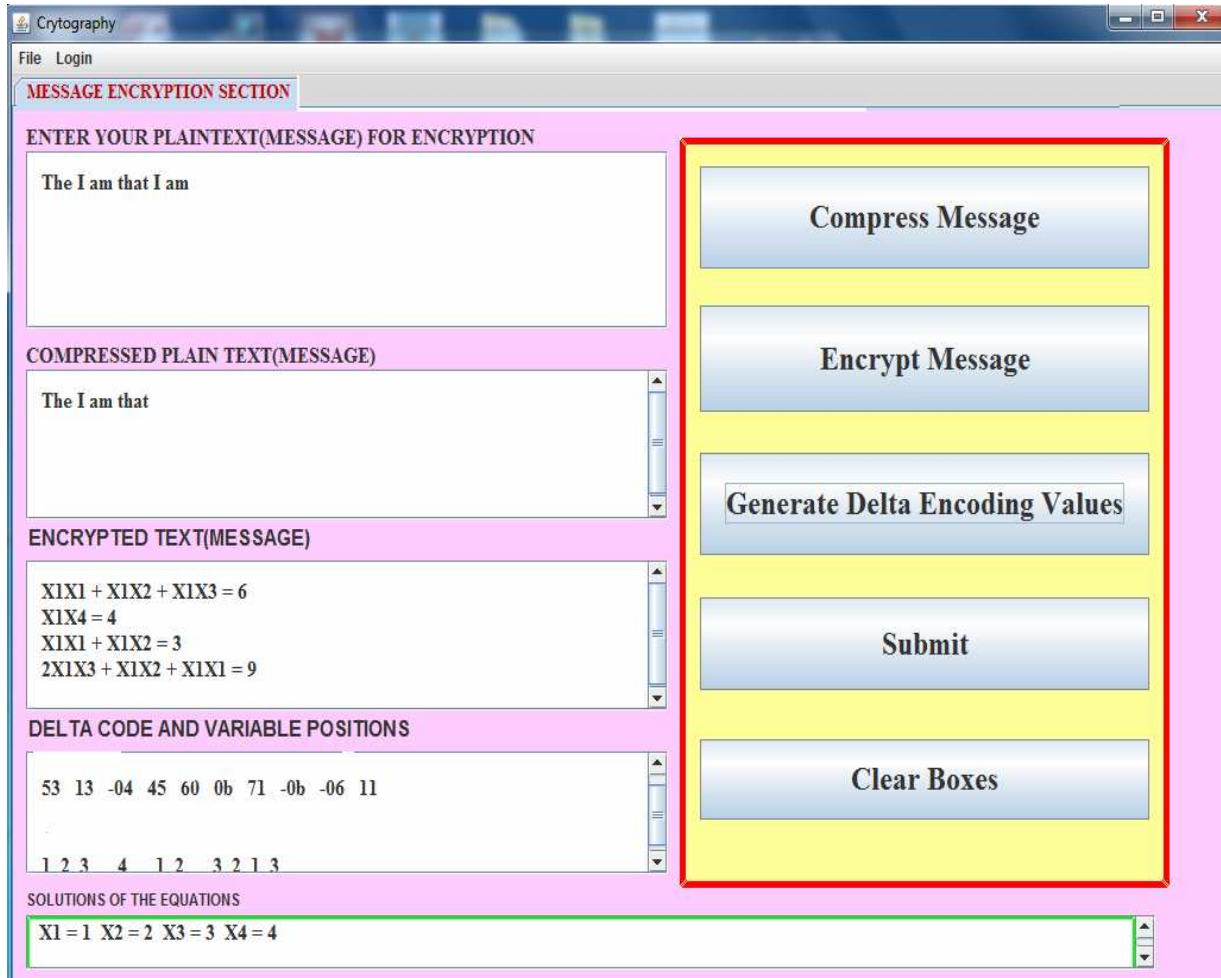 Crytography
File Login
MESSAGE ENCRYPTION SECTION
ENTER YOUR PLAINTEXT(MESSAGE) FOR ENCRYPTION
The I am that I am
COMPRESSED PLAIN TEXT(MESSAGE)
The I am that
ENCRYPTED TEXT(MESSAGE)
X1X1 + X1X2 + X1X3 = 6
X1X4 = 4
X1X1 + X1X2 = 3
2X1X3 + X1X2 + X1X1 = 9
DELTA CODE AND VARIABLE POSITIONS
53 13 -04 45 60 0b 71 -0b -06 11
1 2 3 4 1 2 3 2 1 3
SOLUTIONS OF THE EQUATIONS
X1 = 1 X2 = 2 X3 = 3 X4 = 4
Compress Message
Encrypt Message
Generate Delta Encoding Values
Submit
Clear Boxes